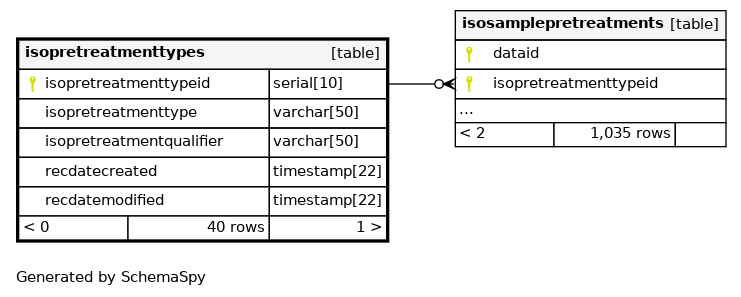 isopretreatmenttypes [table]
isopretreatmenttypeid serial[10]
isopretreatmenttype varchar[50]
isopretreatmentqualifier varchar[50]
recdatecreated timestamp[22]
recdatemodified timestamp[22]
< 0 40 rows 1 >
isosamplepretreatments [table]
dataid
isopretreatmenttypeid
...
< 2 1,035 rows
Generated by SchemaSpy